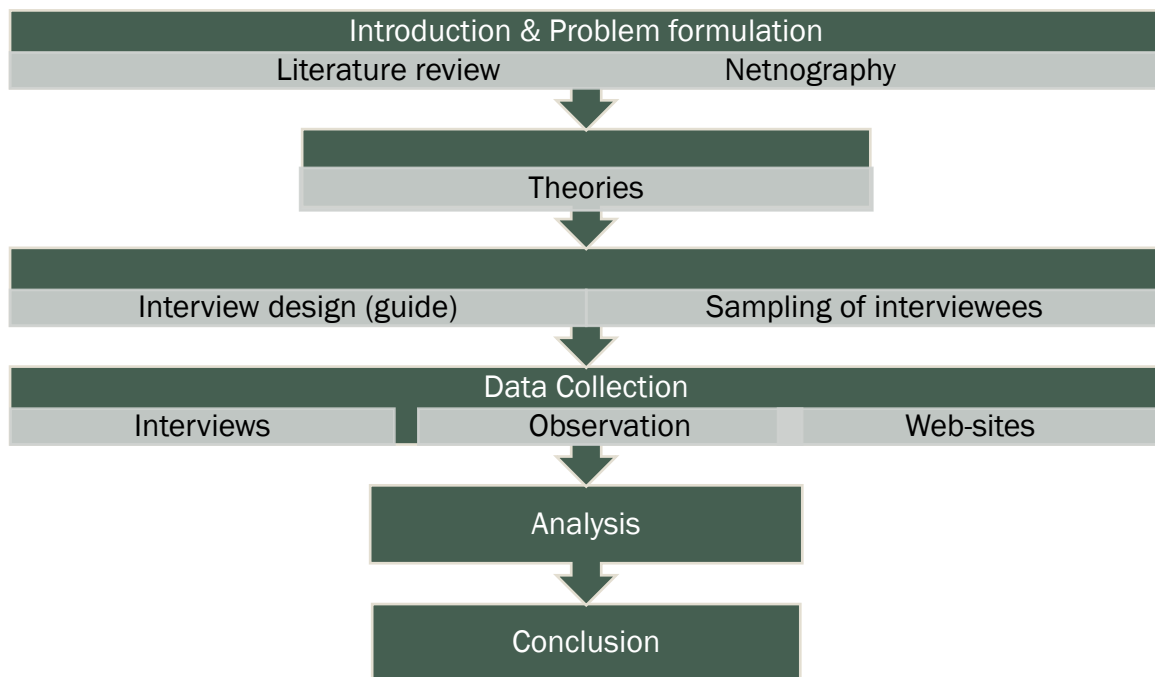 Introduction & Problem formulation
Literature review Netnography
Theories
Interview design (guide) Sampling of interviewees
Data Collection
Interviews Observation Web-sites
Analysis
Conclusion